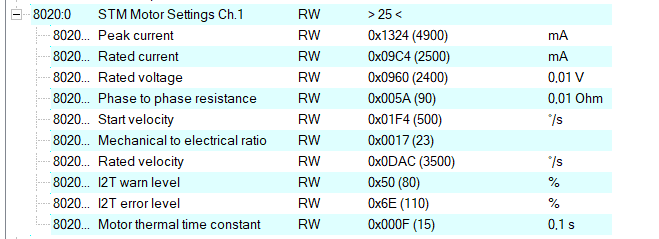 8020:0 STM Motor Settings Ch.1 RW > 25 <
8020... Peak current RW 0x1324 (4900) mA
8020... Rated current RW 0x09C4 (2500) mA
8020... Rated voltage RW 0x0960 (2400) 0,01 V
8020... Phase to phase resistance RW 0x005A (90) 0,01 Ohm
8020... Start velocity RW 0x01F4 (500) °/s
8020... Mechanical to electrical ratio RW 0x0017 (23)
8020... Rated velocity RW 0x0DAC (3500) °/s
8020... I2T warn level RW 0x50 (80) %
8020... I2T error level RW 0x6E (110) %
8020... Motor thermal time constant RW 0x000F (15) 0,1 s